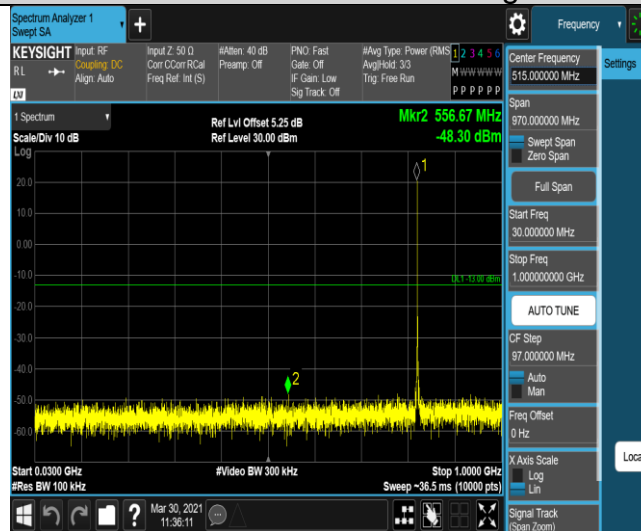 Spectrum Analyzer 1
Swept SA
Frequency
KEYSIGHT
R L
LXI
Input: RF
Coupling: DC
Align: Auto
Input Z: 50 Ω
Corr CCorr RCal
Freq Ref: Int (S)
#Atten: 40 dB
Preamp: Off
PNO: Fast
Gate: Off
IF Gain: Low
Sig Track: Off
#Avg Type: Power (RMS
Avg|Hold: 3/3
Trig: Free Run
1 2 3 4 5 6
M W W W W W
P P P P P P
Center Frequency
515.000000 MHz
Settings
Span
970.000000 MHz
Swept Span
Zero Span
Full Span
Start Freq
30.000000 MHz
Stop Freq
1.000000000 GHz
AUTO TUNE
CF Step
97.000000 MHz
Auto
Man
Freq Offset
0 Hz
X Axis Scale
Log
Lin
Loca
Signal Track
(Span Zoom)
1 Spectrum
Scale/Div 10 dB
Log
Ref Lvl Offset 5.25 dB
Ref Level 30.00 dBm
Mkr2 556.67 MHz
-48.30 dBm
1
20.0
10.0
0.00
-10.0
DL1 -13.00 dBm
-20.0
-30.0
-40.0
2
-50.0
-60.0
Start 0.0300 GHz
#Video BW 300 kHz
Stop 1.0000 GHz
#Res BW 100 kHz
Sweep ~36.5 ms (10000 pts)
?
Mar 30, 2021
11:36:11